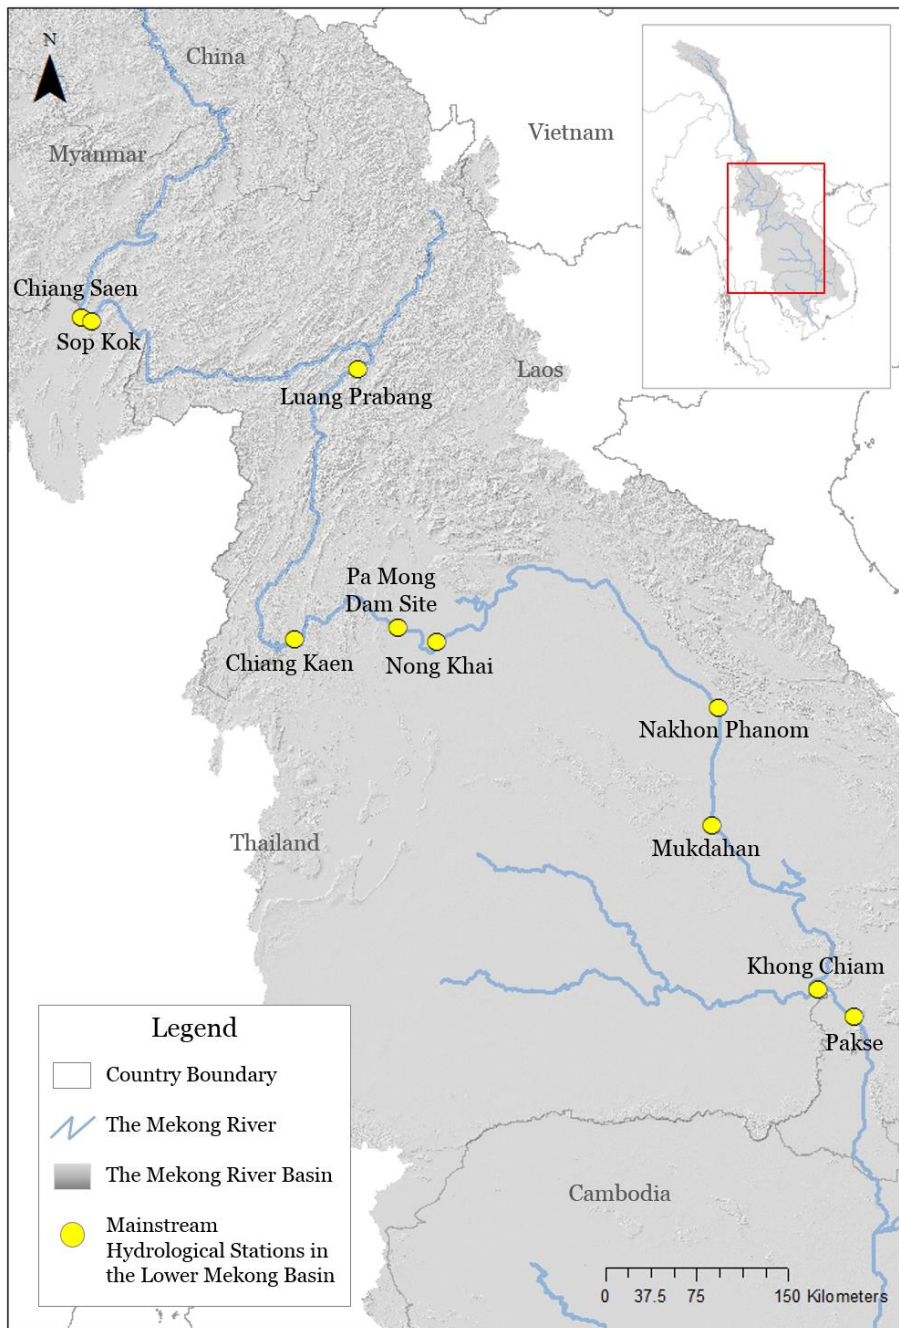 N
China
Vietnam
Myanmar
Chiang Saen
Sop Kok
Laos
Luang Prabang
Pa Mong
Dam Site
Chiang Kaen
Nong Khai
Nakhon Phanom
Thailand
Mukdahan
Khong Chiam
Pakse
Legend
Country Boundary
The Mekong River
The Mekong River Basin
Mainstream
Hydrological Stations in
the Lower Mekong Basin
Cambodia
0 37.5 75 150 Kilometers